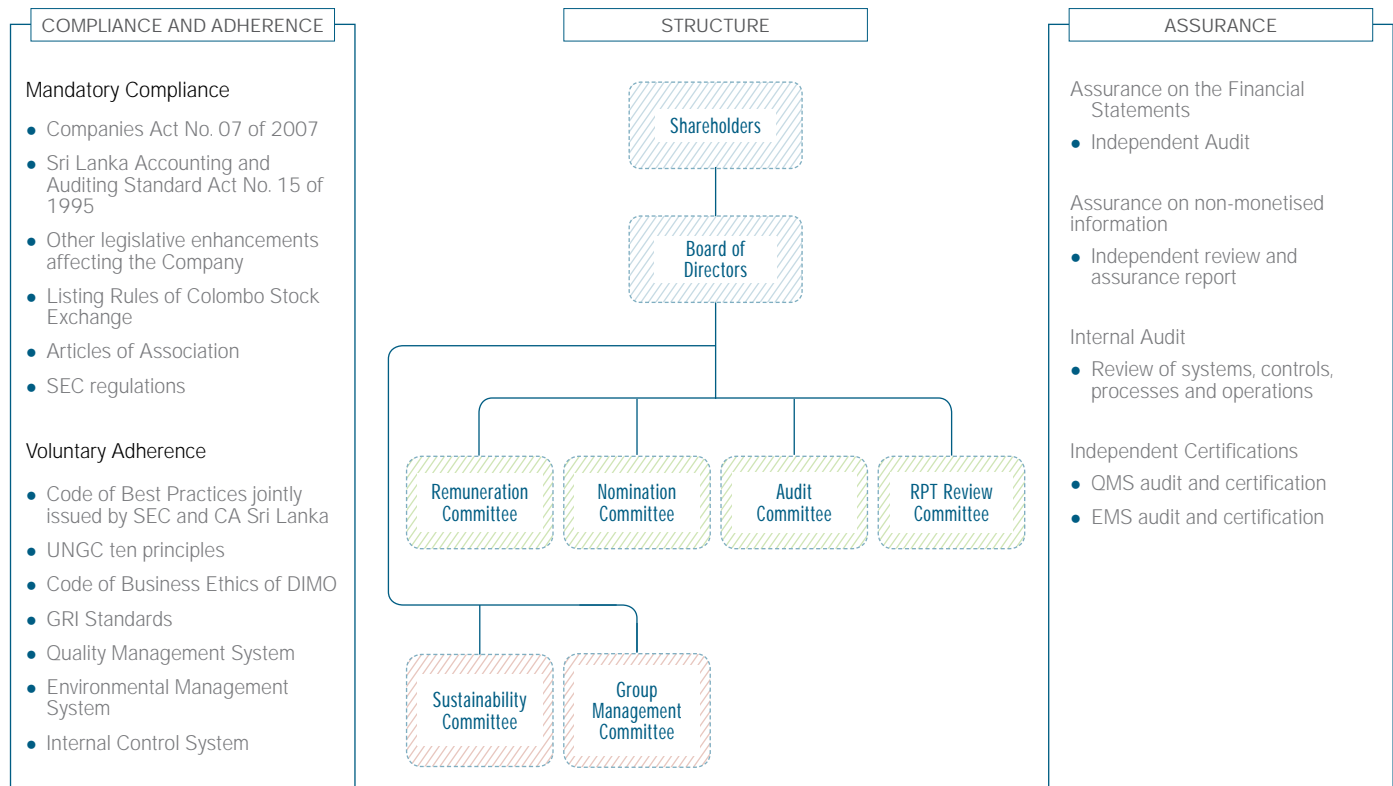 COMPLIANCE AND ADHERENCE
Mandatory Compliance
● Companies Act No. 07 of 2007
● Sri Lanka Accounting and
Auditing Standard Act No. 15 of
1995
● Other legislative enhancements
affecting the Company
● Listing Rules of Colombo Stock
Exchange
● Articles of Association
● SEC regulations
Voluntary Adherence
● Code of Best Practices jointly
issued by SEC and CA Sri Lanka
● UNGC ten principles
● Code of Business Ethics of DIMO
● GRI Standards
● Quality Management System
● Environmental Management
System
● Internal Control System
STRUCTURE
Shareholders
Board of
Directors
Remuneration
Committee
Nomination
Committee
Audit
Committee
RPT Review
Committee
Sustainability
Committee
Group
Management
Committee
ASSURANCE
Assurance on the Financial
Statements
● Independent Audit
Assurance on non-monetised
information
● Independent review and
assurance report
Internal Audit
● Review of systems, controls,
processes and operations
Independent Certifications
● QMS audit and certification
● EMS audit and certification